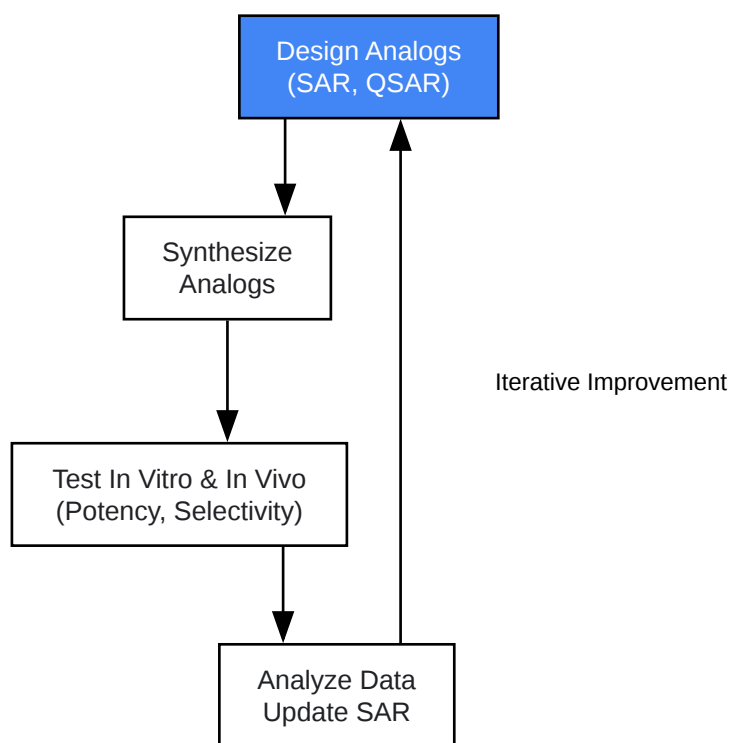 Design Analogs
(SAR, QSAR)
Synthesize
Analogs
Iterative Improvement
Test In Vitro & In Vivo
(Potency, Selectivity)
Analyze Data
Update SAR